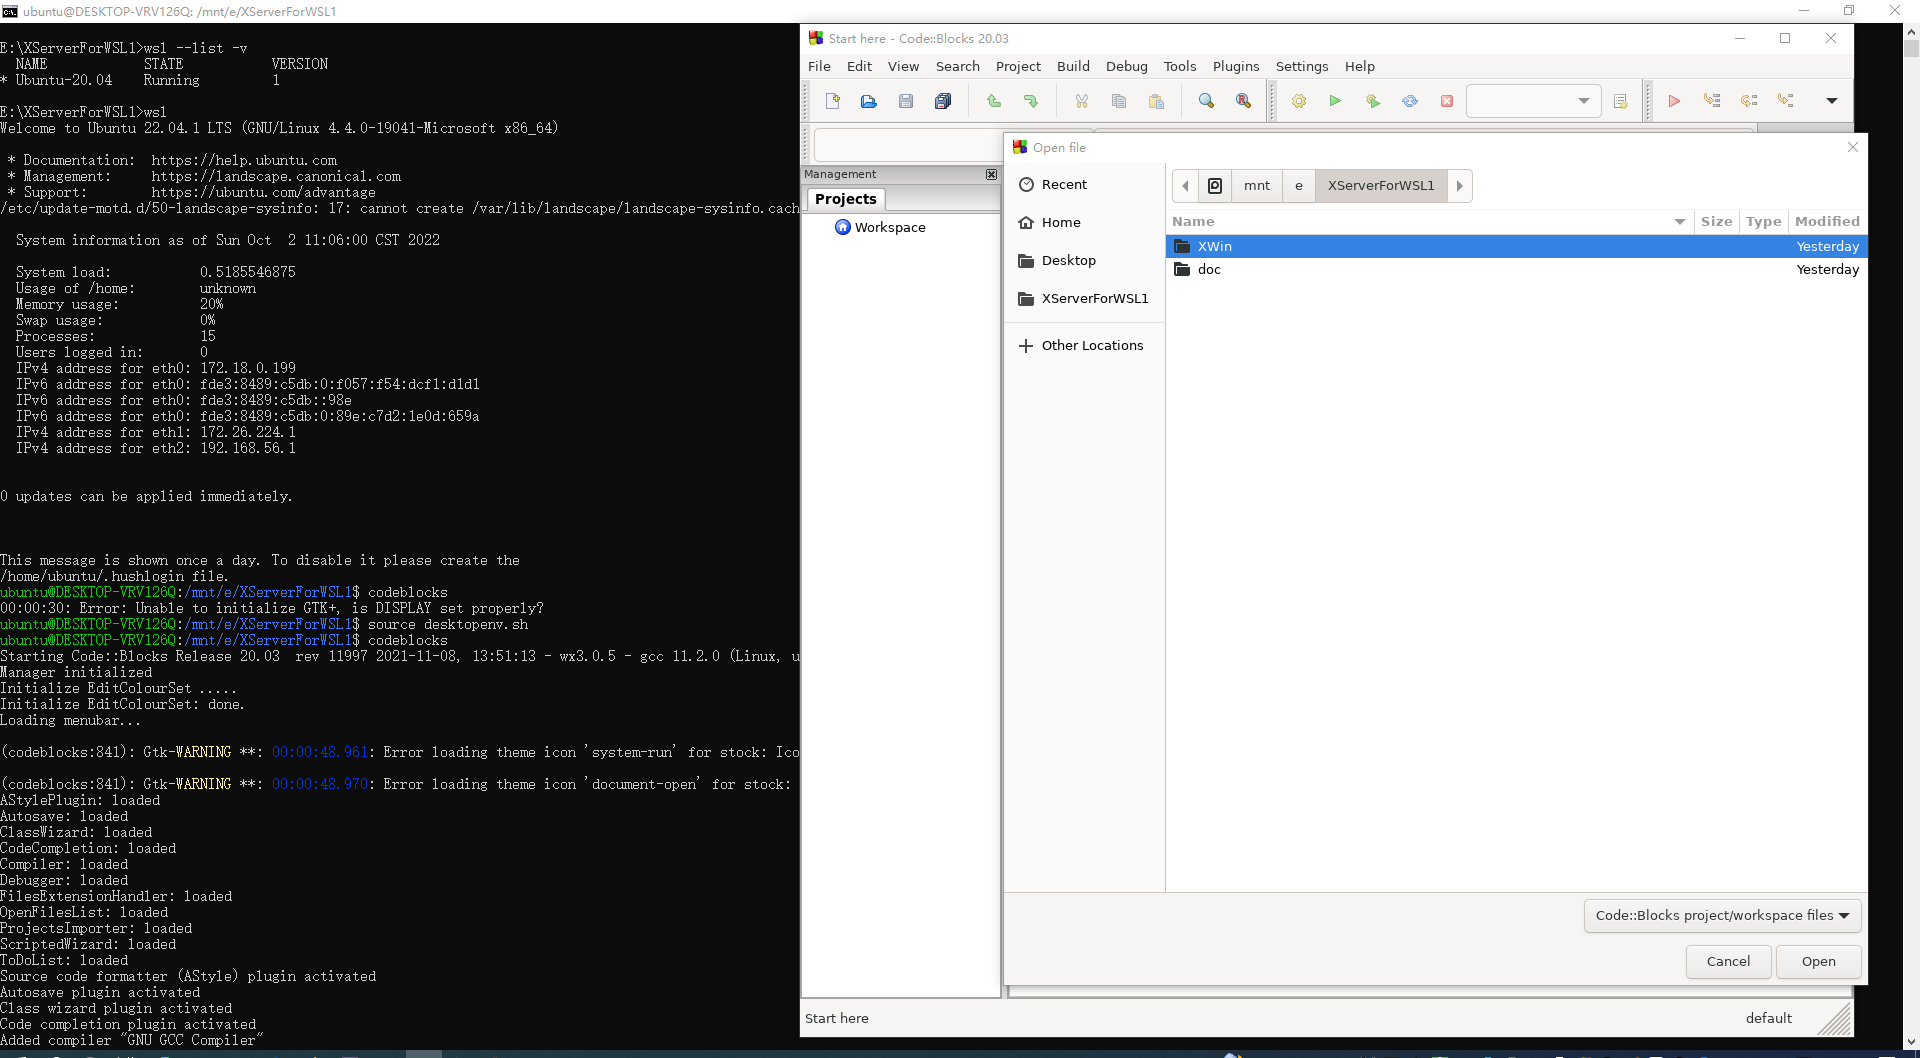 ubuntu@DESKTOP-VRV126Q: /mnt/e/XServerForWSL1
E:\XServerForWSL1>wsl --list -v
NAME STATE VERSION
* Ubuntu-20.04 Running 1
E:\XServerForWSL1>wsl
Welcome to Ubuntu 22.04.1 LTS (GNU/Linux 4.4.0-19041-Microsoft x86_64)
* Documentation: https://help.ubuntu.com
* Management: https://landscape.canonical.com
* Support: https://ubuntu.com/advantage
/etc/update-motd.d/50-landscape-sysinfo: 17: cannot create /var/lib/landscape/landscape-sysinfo.cach
System information as of Sun Oct 2 11:06:00 CST 2022
System load: 0.5185546875
Usage of /home: unknown
Memory usage: 20%
Swap usage: 0%
Processes: 15
Users logged in: 0
IPv4 address for eth0: 172.18.0.199
IPv6 address for eth0: fde3:8489:c5db:0:f057:f54:dcf1:d1d1
IPv6 address for eth0: fde3:8489:c5db::98e
IPv6 address for eth0: fde3:8489:c5db:0:89e:c7d2:1e0d:659a
IPv4 address for eth1: 172.26.224.1
IPv4 address for eth2: 192.168.56.1
0 updates can be applied immediately.
This message is shown once a day. To disable it please create the
/home/ubuntu/.hushlogin file.
ubuntu@DESKTOP-VRV126Q:/mnt/e/XServerForWSL1$ codeblocks
00:00:30: Error: Unable to initialize GTK+, is DISPLAY set properly?
ubuntu@DESKTOP-VRV126Q:/mnt/e/XServerForWSL1$ source desktopenv.sh
ubuntu@DESKTOP-VRV126Q:/mnt/e/XServerForWSL1$ codeblocks
Starting Code::Blocks Release 20.03 rev 11997 2021-11-08, 13:51:13 - wx3.0.5 - gcc 11.2.0 (Linux, u
Manager initialized
Initialize EditColourSet .....
Initialize EditColourSet: done.
Loading menubar...
(codeblocks:841): Gtk-WARNING **: 00:00:48.961: Error loading theme icon 'system-run' for stock: Ico
(codeblocks:841): Gtk-WARNING **: 00:00:48.970: Error loading theme icon 'document-open' for stock:
AStylePlugin: loaded
Autosave: loaded
ClassWizard: loaded
CodeCompletion: loaded
Compiler: loaded
Debugger: loaded
FilesExtensionHandler: loaded
OpenFilesList: loaded
ProjectsImporter: loaded
ScriptedWizard: loaded
ToDoList: loaded
Source code formatter (AStyle) plugin activated
Autosave plugin activated
Class wizard plugin activated
Code completion plugin activated
Added compiler "GNU GCC Compiler"
Start here - Code::Blocks 20.03
File Edit View Search Project Build Debug Tools Plugins Settings Help
Management
Projects
Workspace
Open file
Recent
Home
Desktop
XServerForWSL1
Other Locations
mnt e XServerForWSL1
Name Size Type Modified
XWin Yesterday
doc Yesterday
Code::Blocks project/workspace files
Cancel Open
Start here default